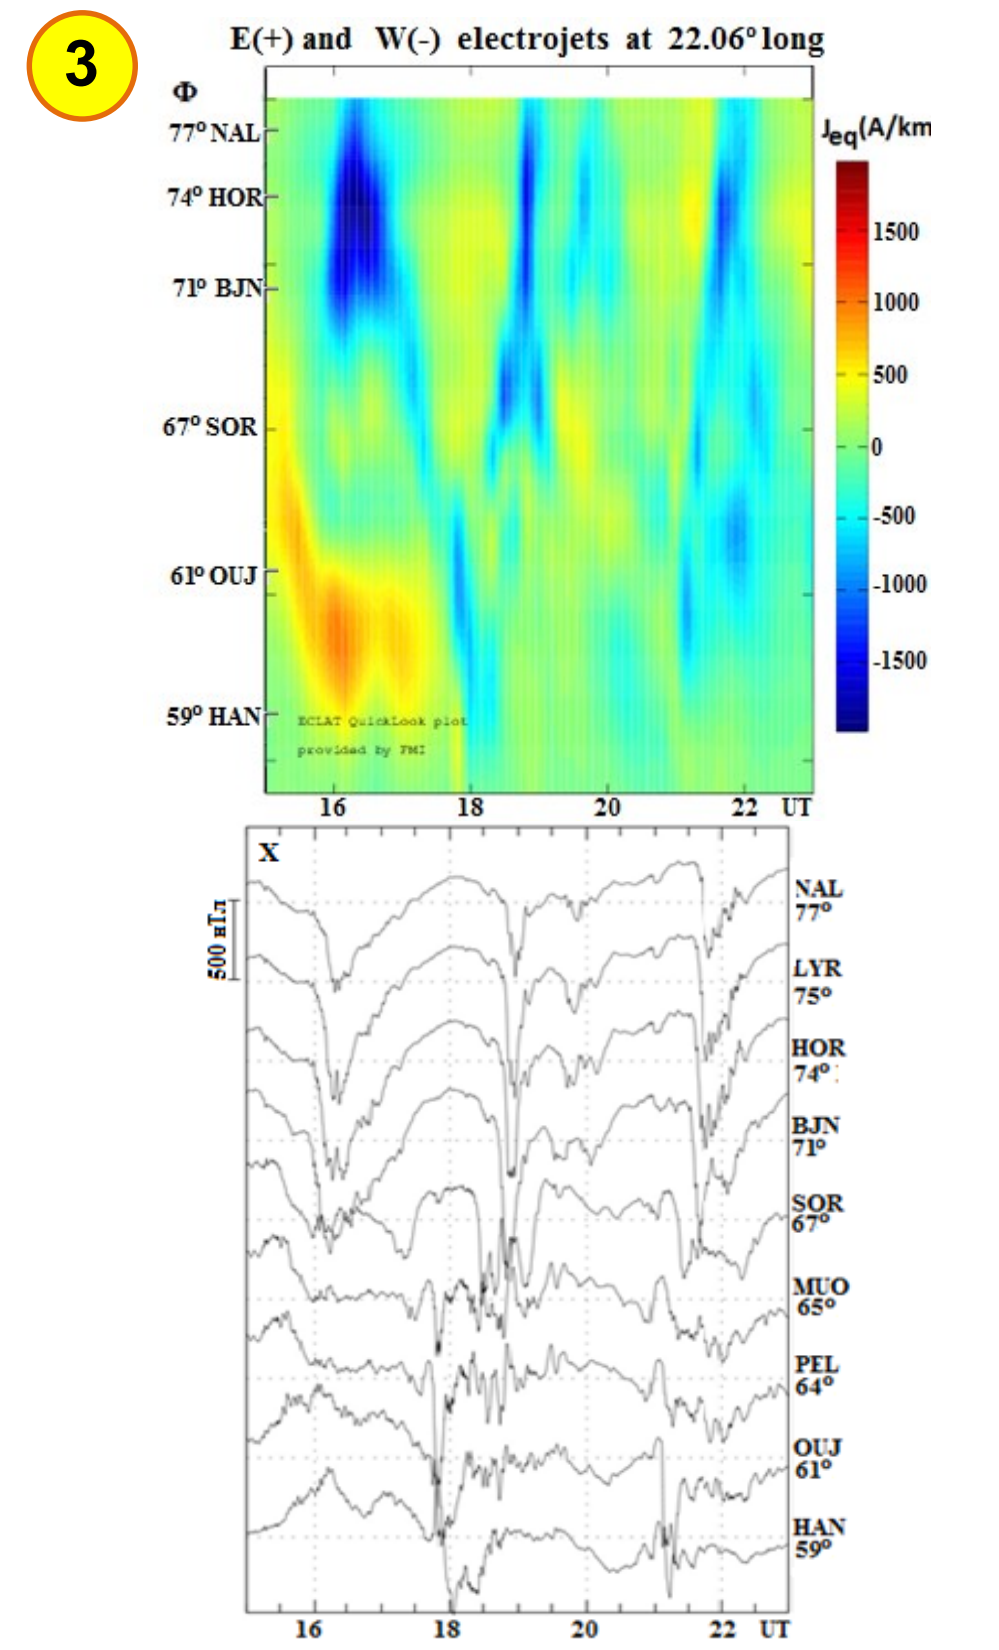 3
E(+) and W(-) electrojets at 22.06° long
Φ
77° NAL
74° HOR
71° BJN
67° SOR
61° OUJ
59° HAN
ECLAT QuickLook plot
provided by FMI
16 18 20 22 UT
Jeq(A/km
1500
1000
500
0
-500
-1000
-1500
X
500 нТл
NAL
77°
LYR
75°
HOR
74°
BJN
71°
SOR
67°
MUO
65°
PEL
64°
OUJ
61°
HAN
59°
16 18 20 22 UT